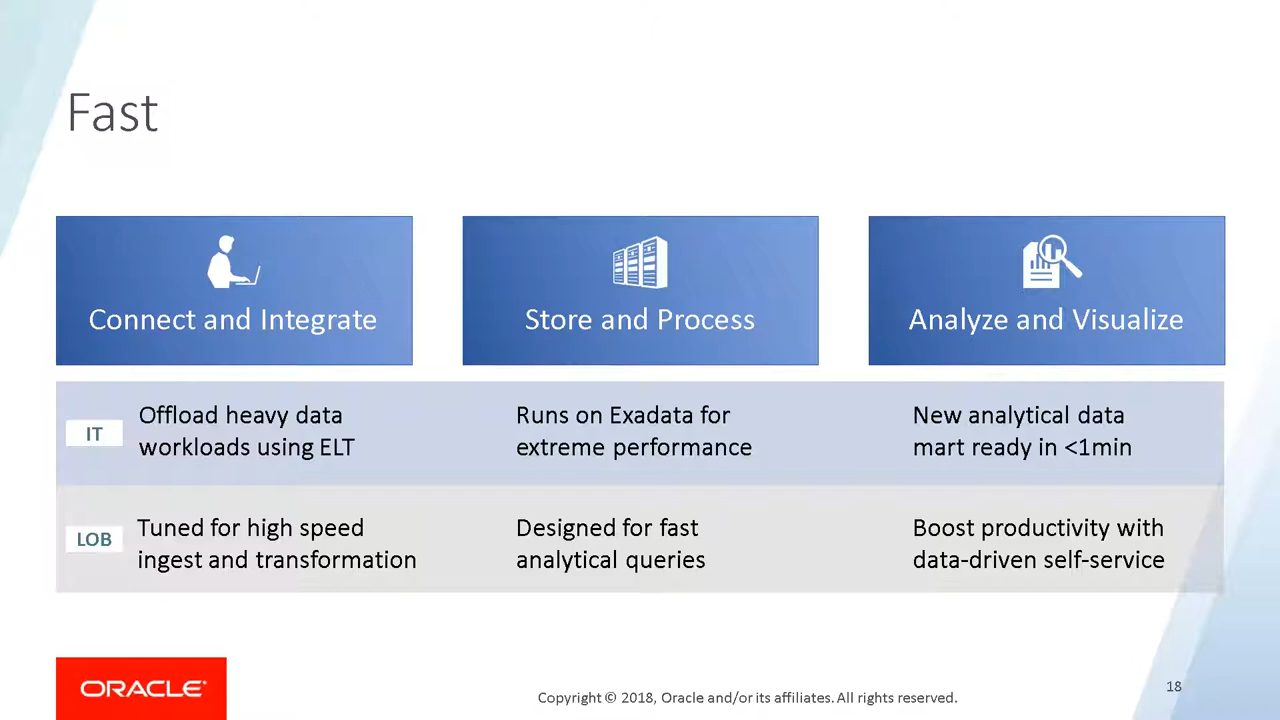 Fast
Connect and Integrate
Store and Process
Analyze and Visualize
IT
Offload heavy data
workloads using ELT
Runs on Exadata for
extreme performance
New analytical data
mart ready in <1min
LOB
Tuned for high speed
ingest and transformation
Designed for fast
analytical queries
Boost productivity with
data-driven self-service
ORACLE®
Copyright © 2018, Oracle and/or its affiliates. All rights reserved.
18